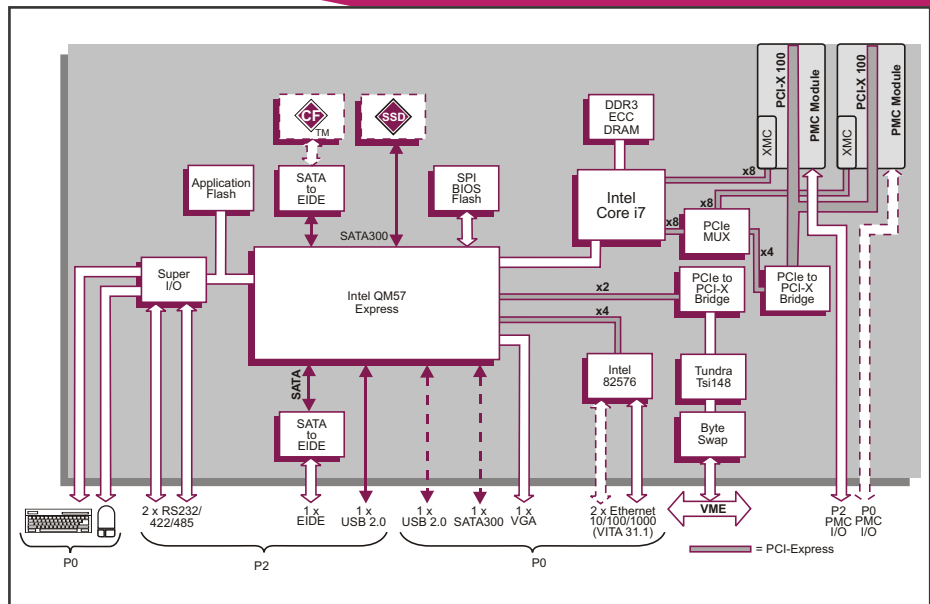 PCI-X 100
PMC Module
XMC
PCI-X 100
PMC Module
XMC
CF
TM
SSD
DDR3
ECC
DRAM
Application
Flash
SATA
to
EIDE
SPI
BIOS
Flash
Intel
Core i7
x8
x8
x8
PCIe
MUX
x4
SATA300
Super
I/O
Intel QM57
Express
x2
PCIe to
PCI-X
Bridge
PCIe to
PCI-X
Bridge
x4
SATA
Intel
82576
Tundra
Tsi148
SATA
to
EIDE
Byte
Swap
2 x RS232/
422/485
1 x
EIDE
1 x
USB 2.0
1 x
USB 2.0
1 x
SATA300
1 x
VGA
2 x Ethernet
10/100/1000
(VITA 31.1)
VME
P2
PMC
I/O
P0
PMC
I/O
= PCI-Express
P0
P2
P0